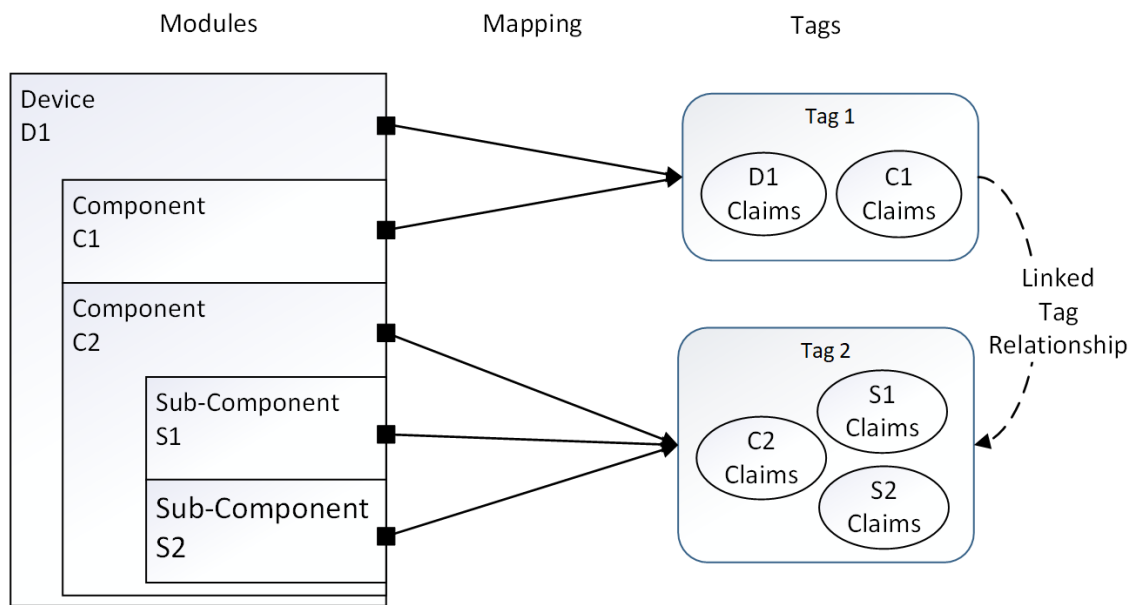 Modules
Mapping
Tags
Device
D1
Component
C1
Component
C2
Sub-Component
S1
Sub-Component
S2
Tag 1
D1
Claims
C1
Claims
Linked
Tag
Relationship
Tag 2
S1
Claims
C2
Claims
S2
Claims